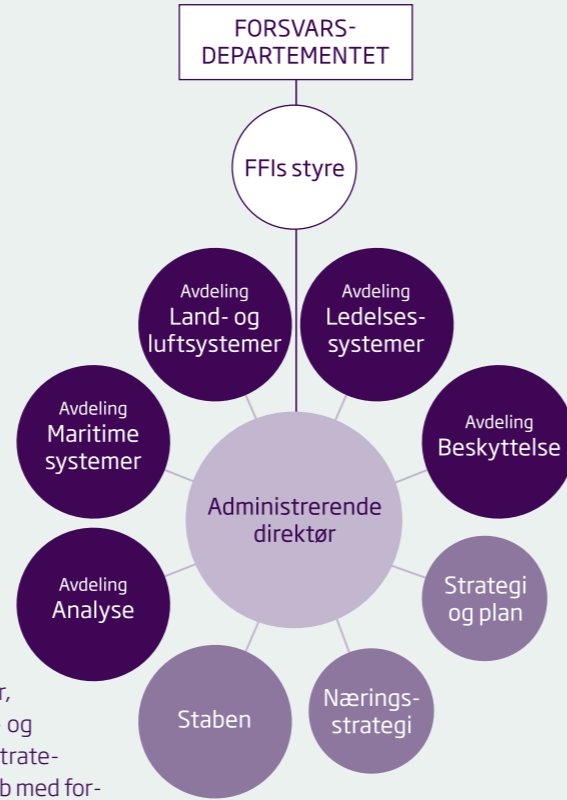 FORSVARS-
DEPARTEMENTET
FFIs styre
Avdeling
Land- og
luftsystemer
Avdeling
Ledelses-
systemer
Avdeling
Maritime
systemer
Avdeling
Beskyttelse
Administrerende
direktør
Avdeling
Analyse
Strategi
og plan
Staben
Nærings-
strategi
r,
og
trate-
b med for-